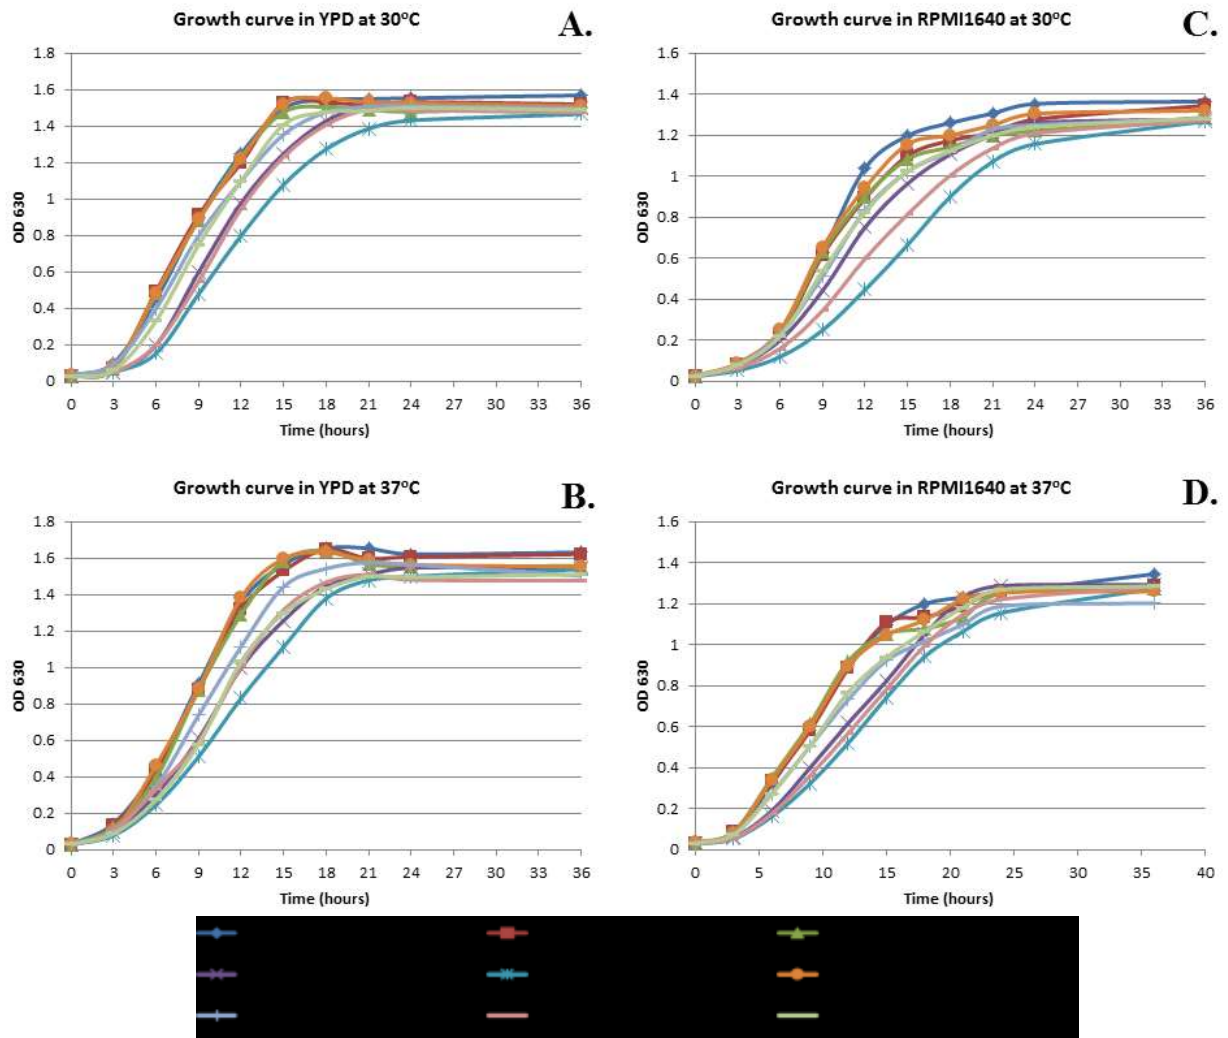 Growth curve in YPD at 30°C
A.
OD 630
1.8
1.6
1.4
1.2
1
0.8
0.6
0.4
0.2
0
0 3 6 9 12 15 18 21 24 27 30 33 36
Time (hours)
Growth curve in RPMI1640 at 30°C
C.
OD 630
1.6
1.4
1.2
1
0.8
0.6
0.4
0.2
0
0 3 6 9 12 15 18 21 24 27 30 33 36
Time (hours)
Growth curve in YPD at 37°C
B.
OD 630
1.8
1.6
1.4
1.2
1
0.8
0.6
0.4
0.2
0
0 3 6 9 12 15 18 21 24 27 30 33 36
Time (hours)
Growth curve in RPMI1640 at 37°C
D.
OD 630
1.6
1.4
1.2
1
0.8
0.6
0.4
0.2
0
0 5 10 15 20 25 30 35 40
Time (hours)